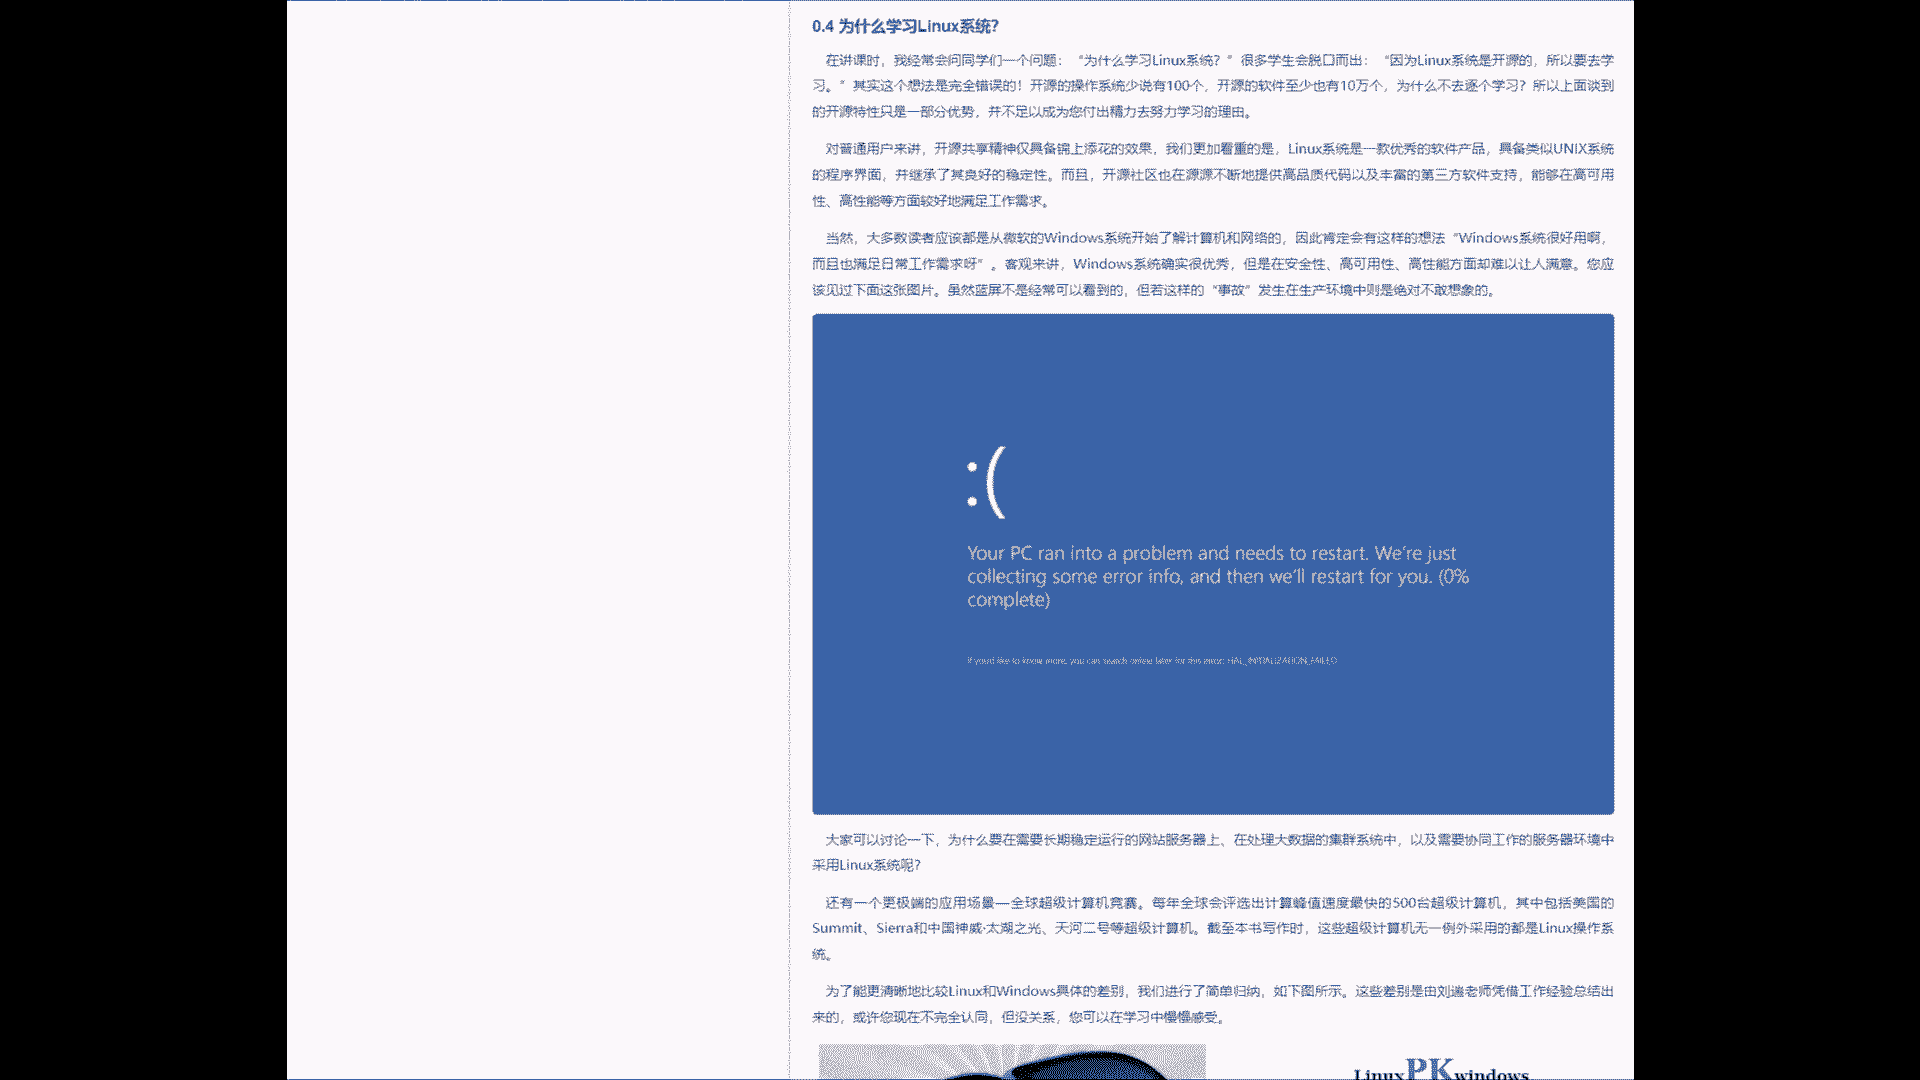 0.4 为什么学习Linux系统？
在讲课时，我经常会问同学们一个问题：“为什么学习Linux系统？”很多学生会脱口而出：“因为Linux系统是开源的，所以要去学
习。”其实这个想法是完全错误的！开源的操作系统少说有100个，开源的软件至少也有10万个，为什么不去逐个学习？所以上面谈到
的开源特性只是一部分优势，并不足以成为您付出精力去努力学习的理由。
对普通用户来讲，开源共享精神仅具备锦上添花的效果，我们更加看重的是，Linux系统是一款优秀的软件产品，具备类似UNIX系统
的程序界面，并继承了其良好的稳定性。而且，开源社区也在源源不断地提供高品质代码以及丰富的第三方软件支持，能够在高可用
性、高性能等方面较好地满足工作需求。
当然，大多数读者应该都是从微软的Windows系统开始了解计算机和网络的，因此肯定会有这样的想法“Windows系统很好用啊，
而且也满足日常工作需求呀”。客观来讲，Windows系统确实很优秀，但是在安全性、高可用性、高性能方面却难以让人满意。您应
该见过下面这张图片。虽然蓝屏不是经常可以看到的，但若这样的“事故”发生在生产环境中则是绝对不敢想象的。
:(
Your PC ran into a problem and needs to restart. We're just
collecting some error info, and then we'll restart for you. (0%
complete)
If you'd like to know more, you can search online later for this error: HAL_INITIALIZATION_FAILED
大家可以讨论一下，为什么要在需要长期稳定运行的网站服务器上、在处理大数据的集群系统中，以及需要协同工作的服务器环境中
采用Linux系统呢？
还有一个更极端的应用场景—全球超级计算机竞赛。每年全球会评选出计算峰值速度最快的500台超级计算机，其中包括美国的
Summit、Sierra和中国神威·太湖之光、天河二号等超级计算机。截至本书写作时，这些超级计算机无一例外采用的都是Linux操作系
统。
为了能更清晰地比较Linux和Windows具体的差别，我们进行了简单归纳，如下图所示。这些差别是由刘遄老师凭借工作经验总结出
来的，或许您现在不完全认同，但没关系，您可以在学习中慢慢感受。
Linux PK windows